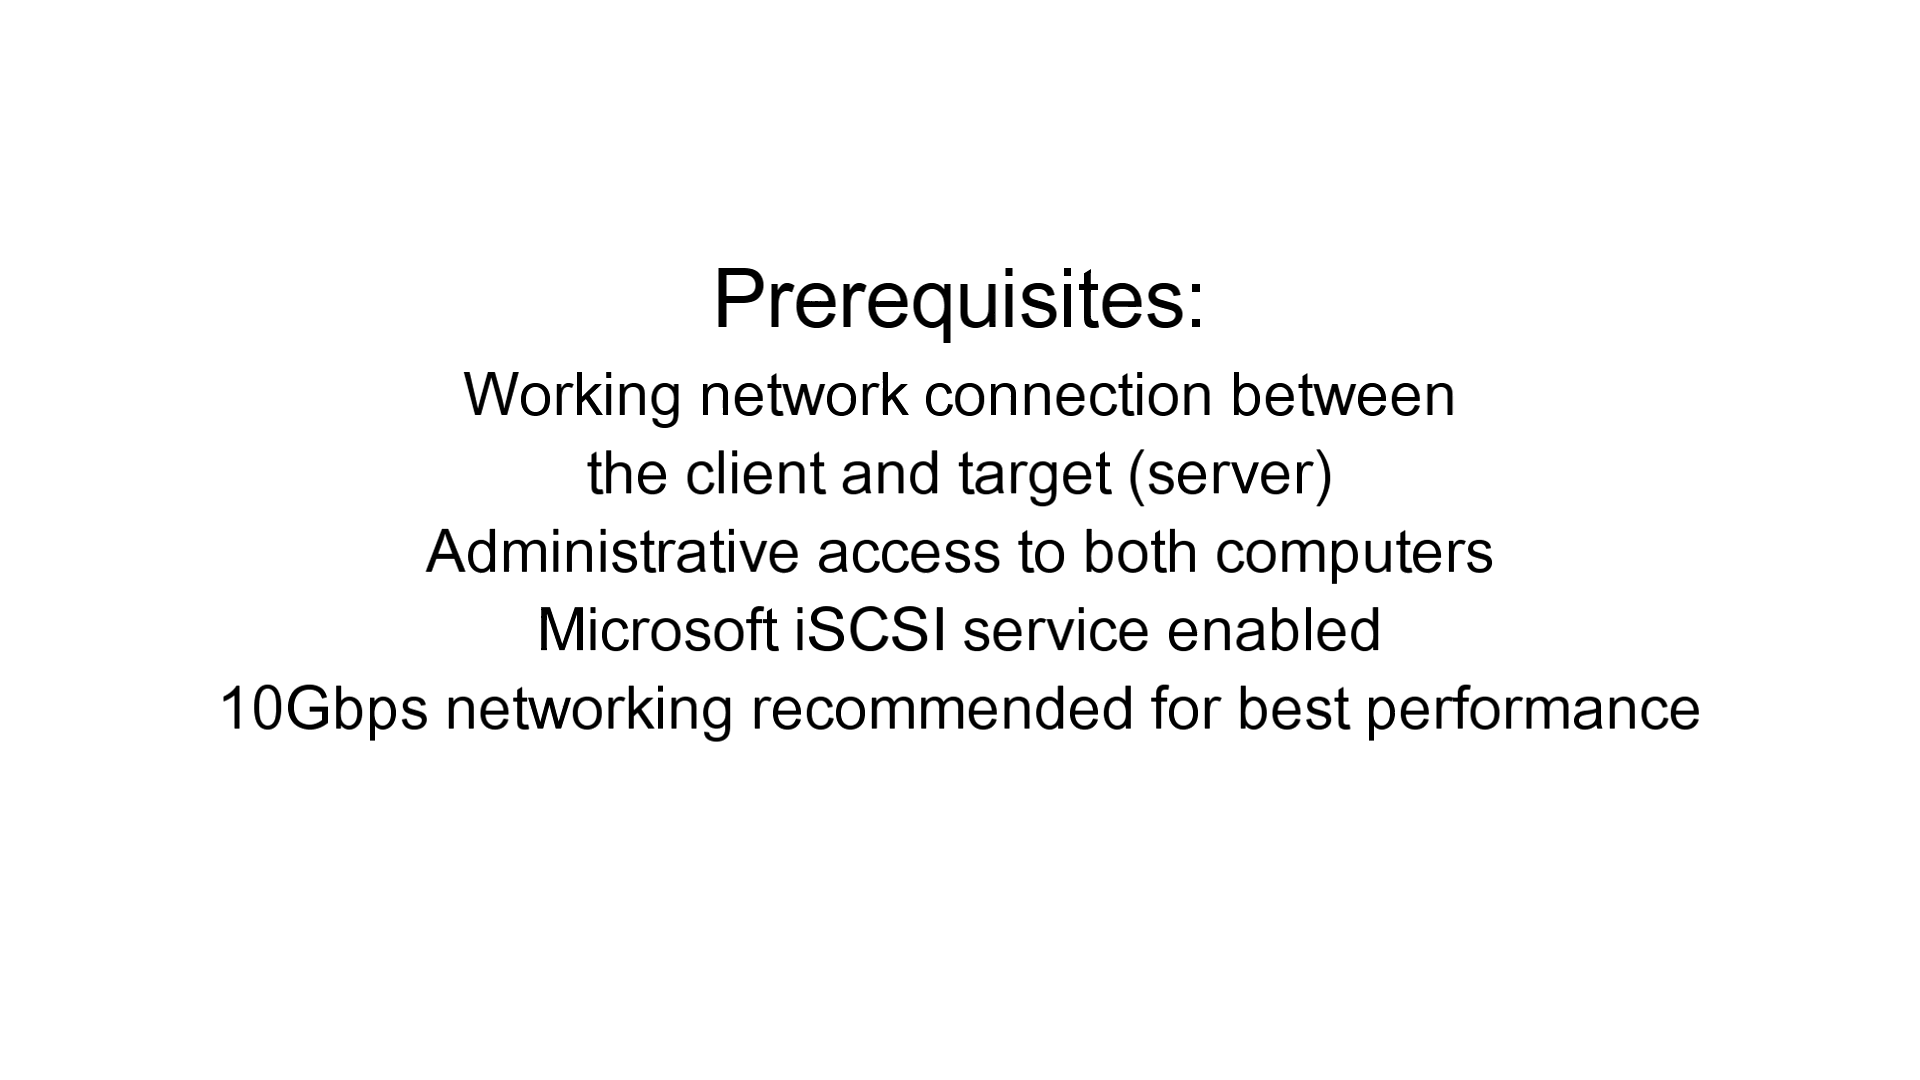 Prerequisites:
Working network connection between
the client and target (server)
Administrative access to both computers
Microsoft iSCSI service enabled
10Gbps networking recommended for best performance